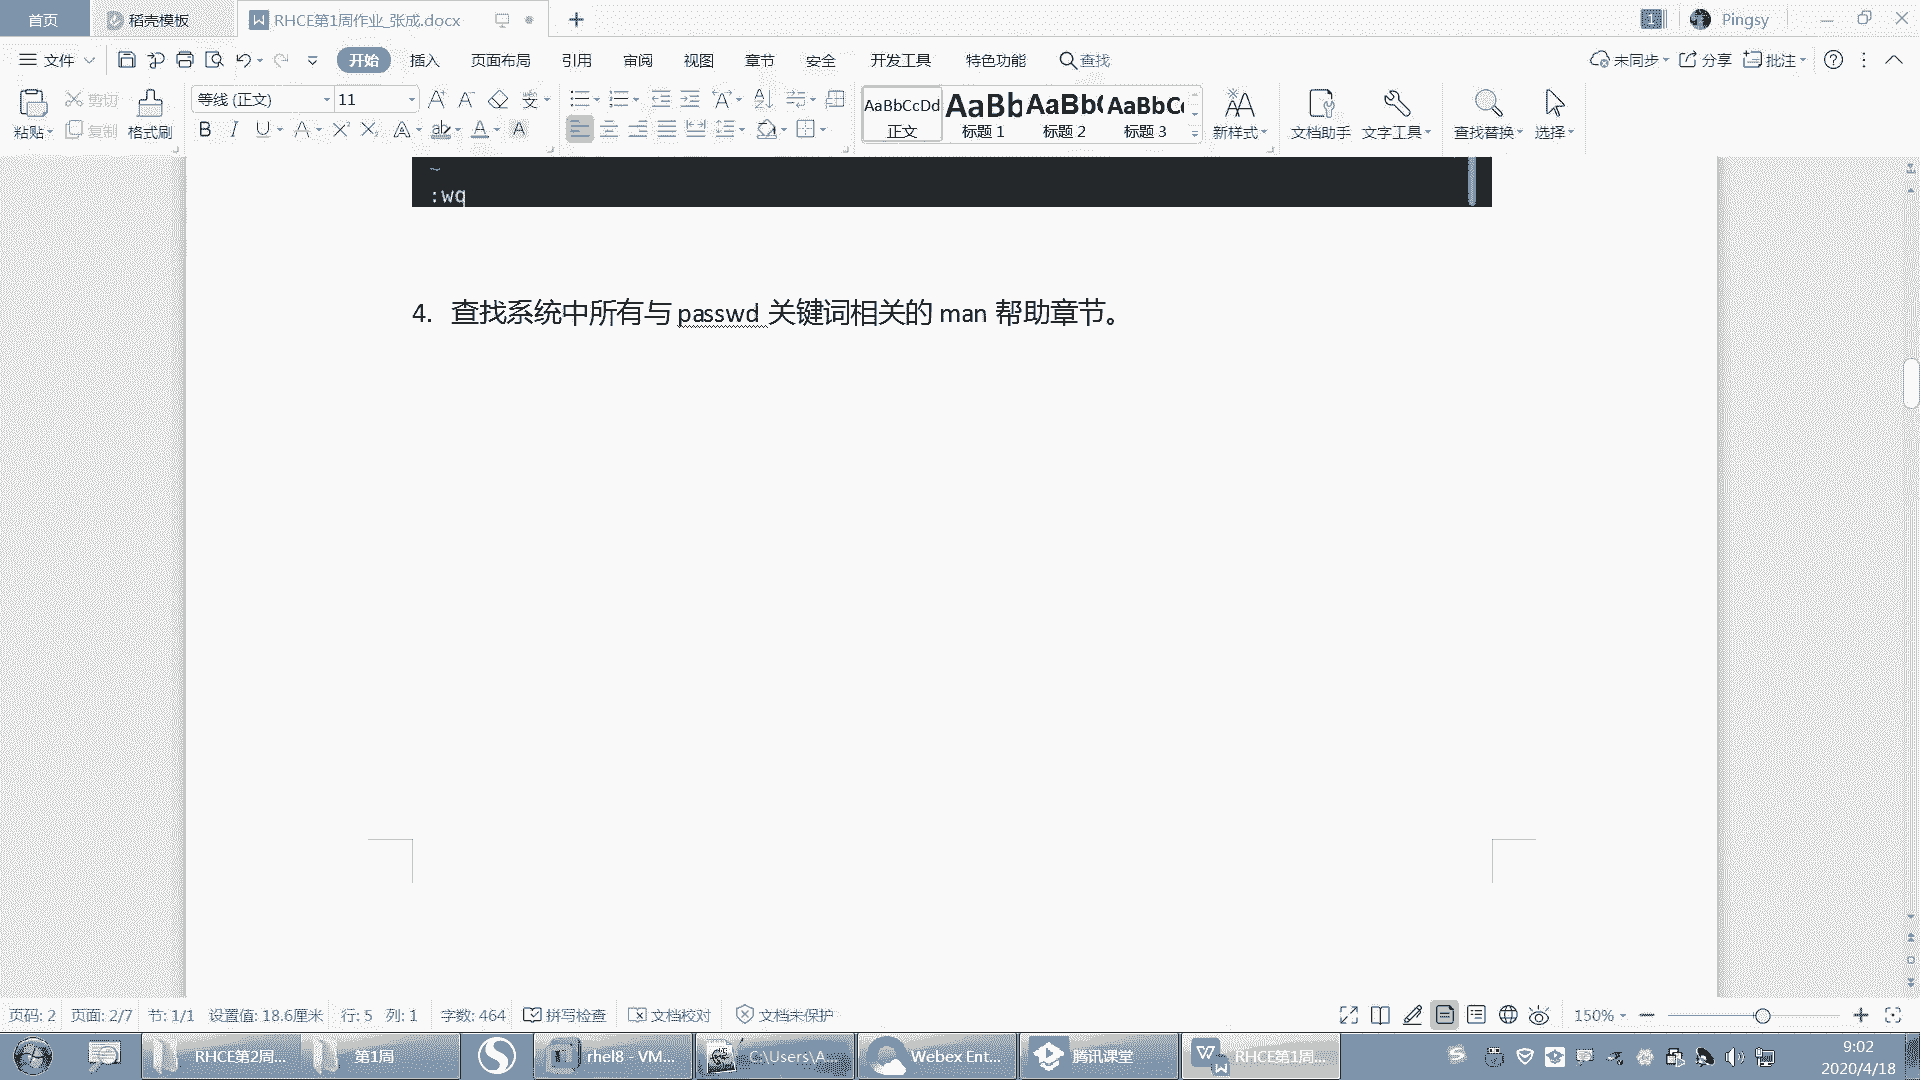 首页
稻壳模板
RHCE第1周作业_张成.docx
1
Pingsy
文件
开始
插入
页面布局
引用
审阅
视图
章节
安全
开发工具
特色功能
查找
未同步
分享
批注
粘贴
剪切
复制
格式刷
等线 (正文)
11
AaBbCcDd
正文
AaBb
标题 1
AaBb(
标题 2
AaBbC
标题 3
新样式
文档助手
文字工具
查找替换
选择
~
:wq
4. 查找系统中所有与 passwd 关键词相关的 man 帮助章节。
页码: 2
页面: 2/7
节: 1/1
设置值: 18.6厘米
行: 5
列: 1
字数: 464
拼写检查
文档校对
文档未保护
150%
RHCE第2周...
第1周
rhel8 - VM...
C:\Users\A...
Webex Ent...
腾讯课堂
RHCE第1周...
9:02
2020/4/18